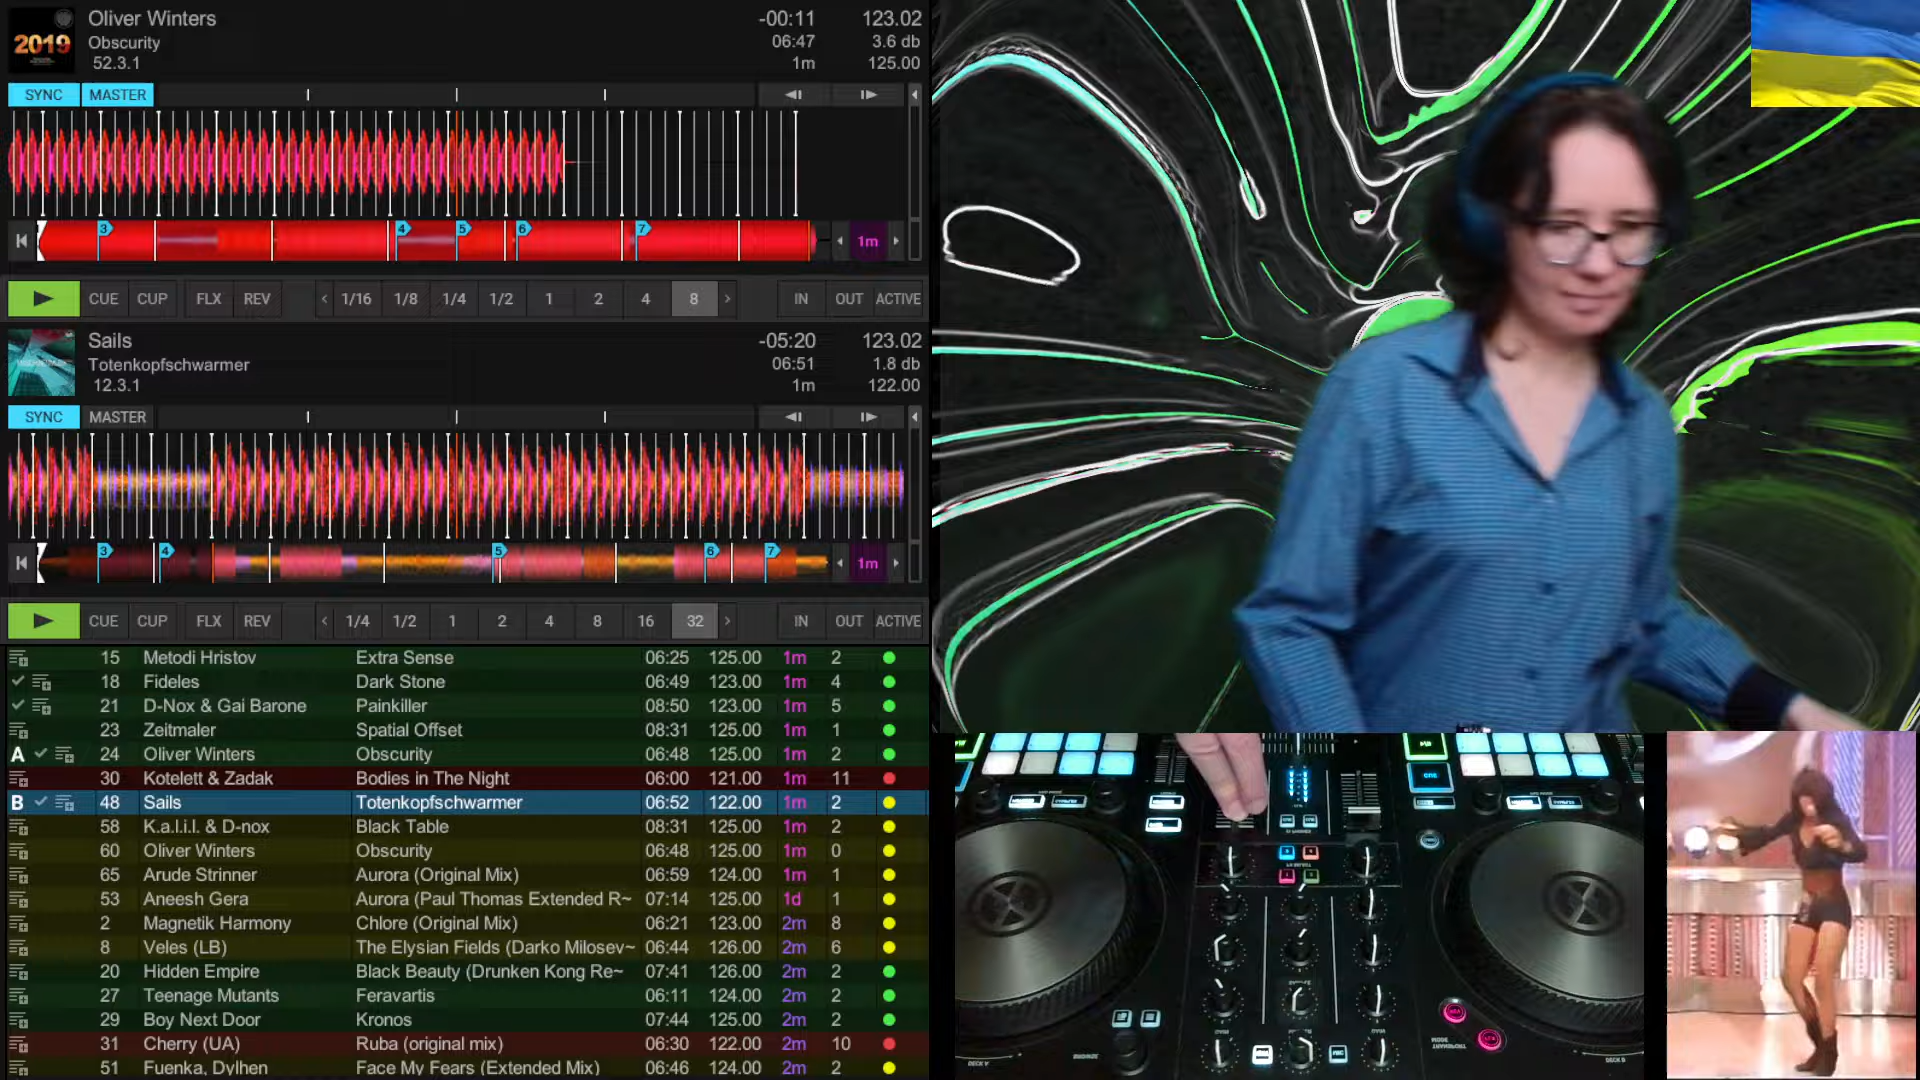 2019
Oliver Winters -00:11 123.02
Obscurity 06:47 3.6 db
52.3.1 1m 125.00
SYNC MASTER
3 4 5 6 7
1m
CUE CUP FLX REV 1/16 1/8 1/4 1/2 1 2 4 8 IN OUT ACTIVE
Sails -05:20 123.02
Totenkopfschwarmer 06:51 1.8 db
12.3.1 1m 122.00
SYNC MASTER
3 4 5 6 7
1m
CUE CUP FLX REV 1/4 1/2 1 2 4 8 16 32 IN OUT ACTIVE
15 Metodi Hristov Extra Sense 06:25 125.00 1m 2
18 Fideles Dark Stone 06:49 123.00 1m 4
21 D-Nox & Gai Barone Painkiller 08:50 123.00 1m 5
23 Zeitmaler Spatial Offset 08:31 125.00 1m 1
A 24 Oliver Winters Obscurity 06:48 125.00 1m 2
30 Kotelett & Zadak Bodies in The Night 06:00 121.00 1m 11
B 48 Sails Totenkopfschwarmer 06:52 122.00 1m 2
58 K.a.l.i.l. & D-nox Black Table 08:31 125.00 1m 2
60 Oliver Winters Obscurity 06:48 125.00 1m 0
65 Arude Strinner Aurora (Original Mix) 06:59 124.00 1m 1
53 Aneesh Gera Aurora (Paul Thomas Extended R~ 07:14 125.00 1d 1
2 Magnetik Harmony Chlore (Original Mix) 06:21 123.00 2m 8
8 Veles (LB) The Elysian Fields (Darko Milosev~ 06:44 126.00 2m 6
20 Hidden Empire Black Beauty (Drunken Kong Re~ 07:41 126.00 2m 2
27 Teenage Mutants Feravartis 06:11 124.00 2m 2
29 Boy Next Door Kronos 07:44 125.00 2m 2
31 Cherry (UA) Ruba (original mix) 06:30 122.00 2m 10
51 Fuenka, Dylhen Face My Fears (Extended Mix) 06:46 124.00 2m 2